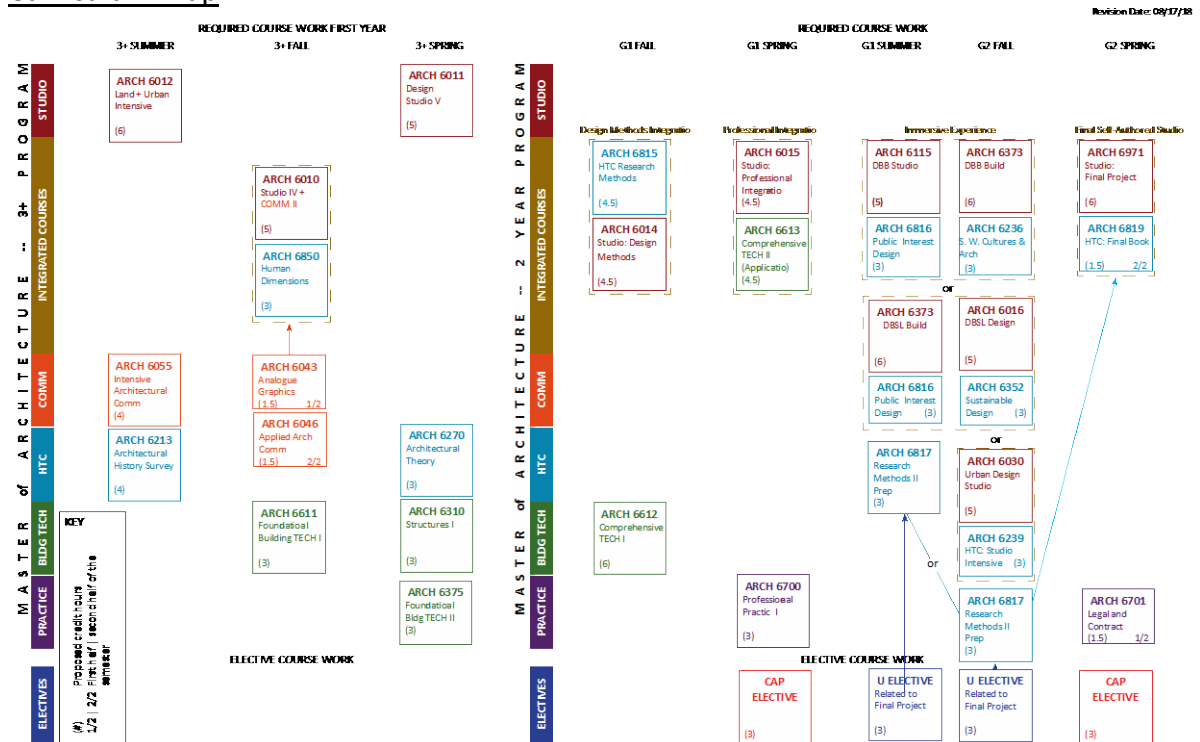 Revision Date: 08/17/18
REQUIRED COURSE WORK FIRST YEAR
3+ SUMMER
3+ FALL
3+ SPRING
MASTER of ARCHITECTURE -- 3+ PROGRAM
STUDIO
INTEGRATED COURSES
COMM
HTC
BLDG TECH
PRACTICE
ELECTIVES
ARCH 6012
Land + Urban
Intensive
(6)
ARCH 6011
Design
Studio V
(5)
ARCH 6010
Studio IV +
COMM II
(5)
ARCH 6850
Human
Dimensions
(3)
ARCH 6055
Intensive
Architectural
Comm
(4)
ARCH 6043
Analogue
Graphics
(1.5) 1/2
ARCH 6046
Applied Arch
Comm
(1.5) 2/2
ARCH 6213
Architectural
History Survey
(4)
ARCH 6270
Architectural
Theory
(3)
ARCH 6611
Foundatioal
Building TECH I
(3)
ARCH 6310
Structures I
(3)
ARCH 6375
Foundatioal
Bldg TECH II
(3)
KEY
(#) Proposed credit hours
1/2 | 2/2 First half | second half of the
semester
ELECTIVE COURSE WORK
REQUIRED COURSE WORK
G1 FALL
G1 SPRING
G1 SUMMER
G2 FALL
G2 SPRING
MASTER of ARCHITECTURE -- 2 YEAR PROGRAM
STUDIO
INTEGRATED COURSES
COMM
HTC
BLDG TECH
PRACTICE
ELECTIVES
Design Methods Integratio
Professional Integratio
Immersive Experience
Final Self-Authored Studio
ARCH 6815
HTC Research
Methods
(4.5)
ARCH 6014
Studio: Design
Methods
(4.5)
ARCH 6015
Studio:
Professional
Integratio
(4.5)
ARCH 6613
Comprehensive
TECH II
(Applicatio)
(4.5)
ARCH 6115
DBB Studio
(5)
ARCH 6816
Public Interest
Design
(3)
ARCH 6373
DBB Build
(6)
ARCH 6236
S. W. Cultures &
Arch
(3)
ARCH 6971
Studio:
Final Project
(6)
ARCH 6819
HTC: Final Book
(1.5) 2/2
or
ARCH 6373
DBSL Build
(6)
ARCH 6816
Public Interest
Design (3)
ARCH 6016
DBSL Design
(5)
ARCH 6352
Sustainable
Design (3)
or
ARCH 6817
Research
Methods II
Prep
(3)
ARCH 6030
Urban Design
Studio
(5)
ARCH 6239
HTC: Studio
Intensive (3)
or
ARCH 6612
Comprehensive
TECH I
(6)
ARCH 6700
Professional
Practic I
(3)
ARCH 6817
Research
Methods II
Prep
(3)
ARCH 6701
Legal and
Contract
(1.5) 1/2
ELECTIVE COURSE WORK
CAP
ELECTIVE
(3)
U ELECTIVE
Related to
Final Project
(3)
U ELECTIVE
Related to
Final Project
(3)
CAP
ELECTIVE
(3)